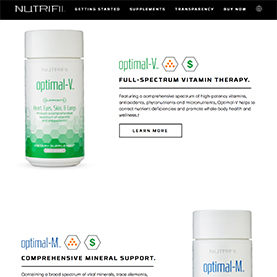 NUTRIFII.
GETTING STARTED
SUPPLEMENTS
TRANSPARENCY
BUY NOW
NUTRIFII
optimal-V.
Heart, Eyes, Skin, & Lungs
DIETARY SUPPLEMENT
optimal-V. S
FULL-SPECTRUM VITAMIN THERAPY.
Featuring a comprehensive spectrum of high-potency vitamins,
antioxidants, phytonutrients and micronutrients, Optimal-V helps to
correct nutrient deficiencies and promote whole-body health and
wellness.†
LEARN MORE
optimal-M. S
COMPREHENSIVE MINERAL SUPPORT.
Containing a broad spectrum of vital minerals, trace elements,
NUTRIFII
optimal-M.